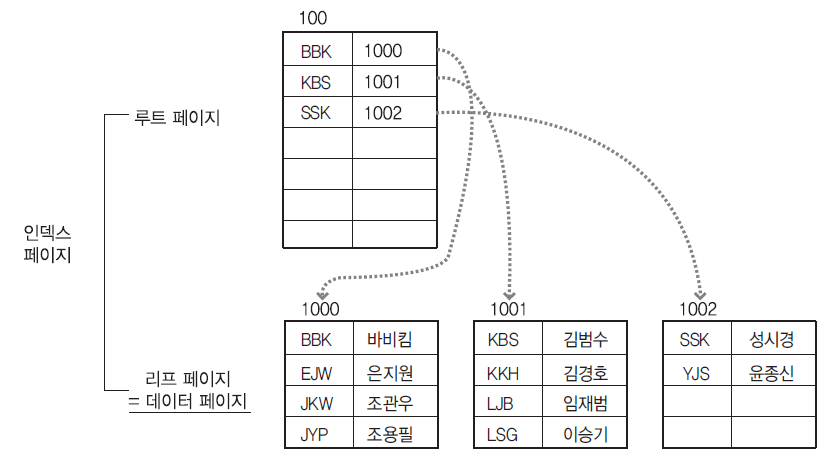 100
BBK 1000
KBS 1001
SSK 1002
루트 페이지
인덱스
페이지
리프 페이지
= 데이터 페이지
1000
BBK 바비킴
EJW 은지원
JKW 조관우
JYP 조용필
1001
KBS 김범수
KKH 김경호
LJB 임재범
LSG 이승기
1002
SSK 성시경
YJS 윤종신